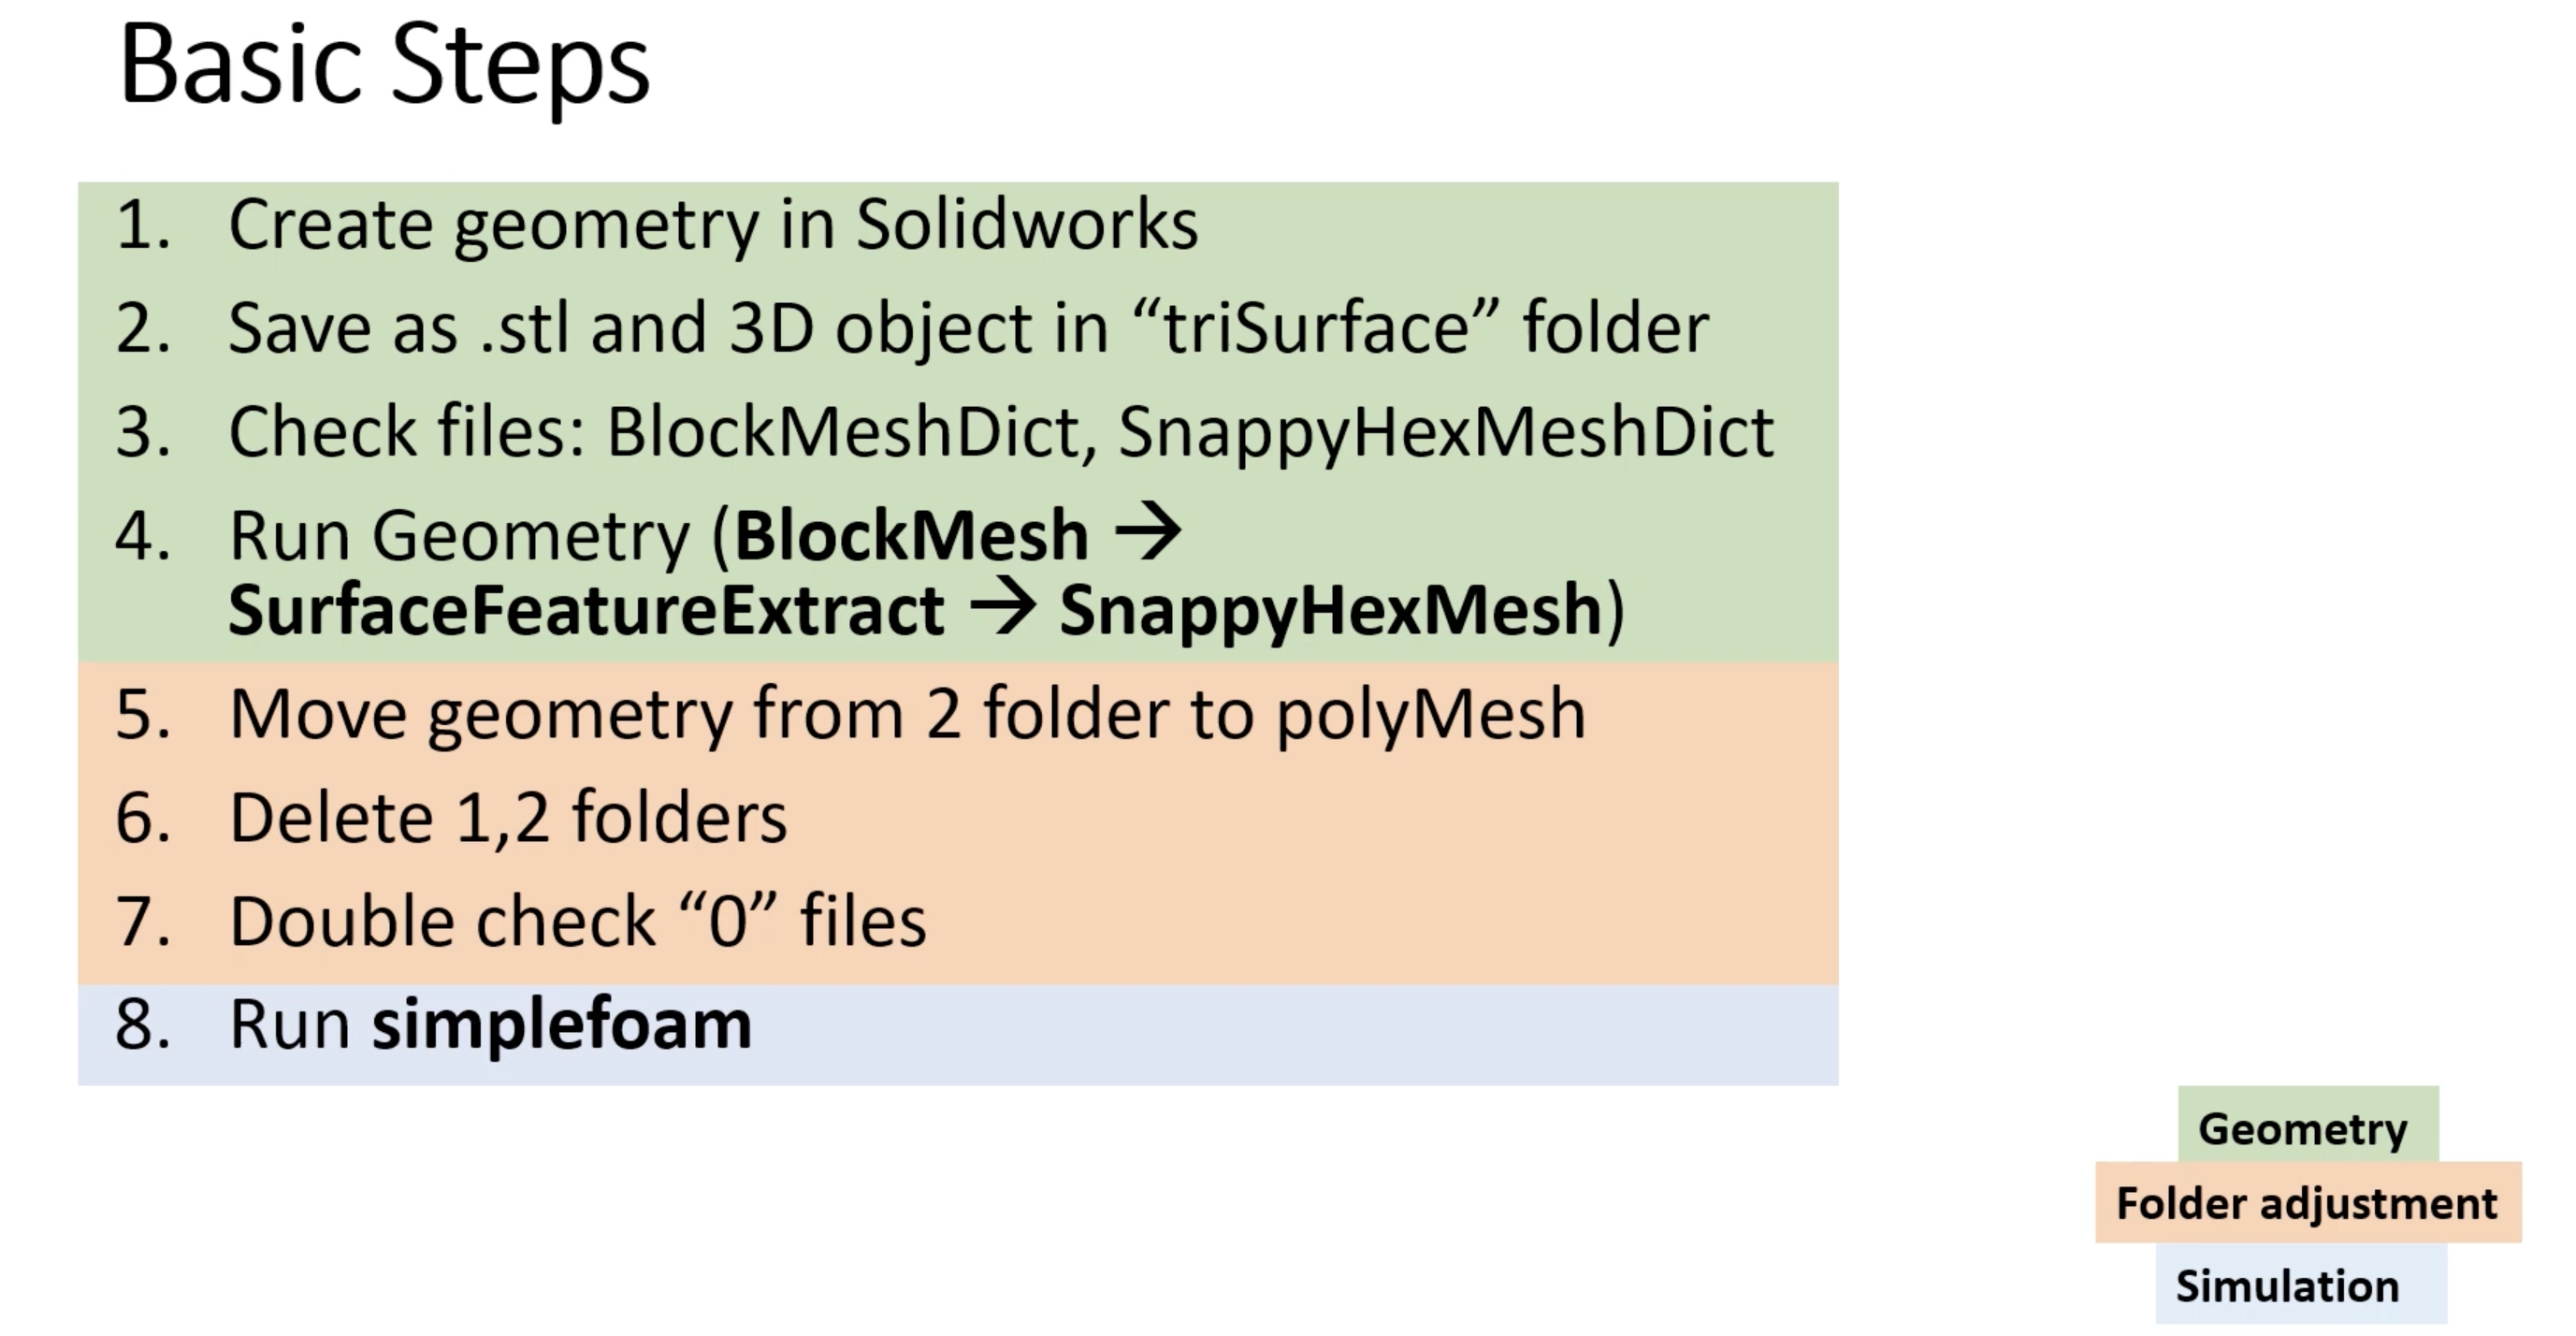 Basic Steps
1. Create geometry in Solidworks
2. Save as .stl and 3D object in “triSurface” folder
3. Check files: BlockMeshDict, SnappyHexMeshDict
4. Run Geometry (BlockMesh →
SurfaceFeatureExtract → SnappyHexMesh)
5. Move geometry from 2 folder to polyMesh
6. Delete 1,2 folders
7. Double check “0” files
8. Run simplefoam
Geometry
Folder adjustment
Simulation